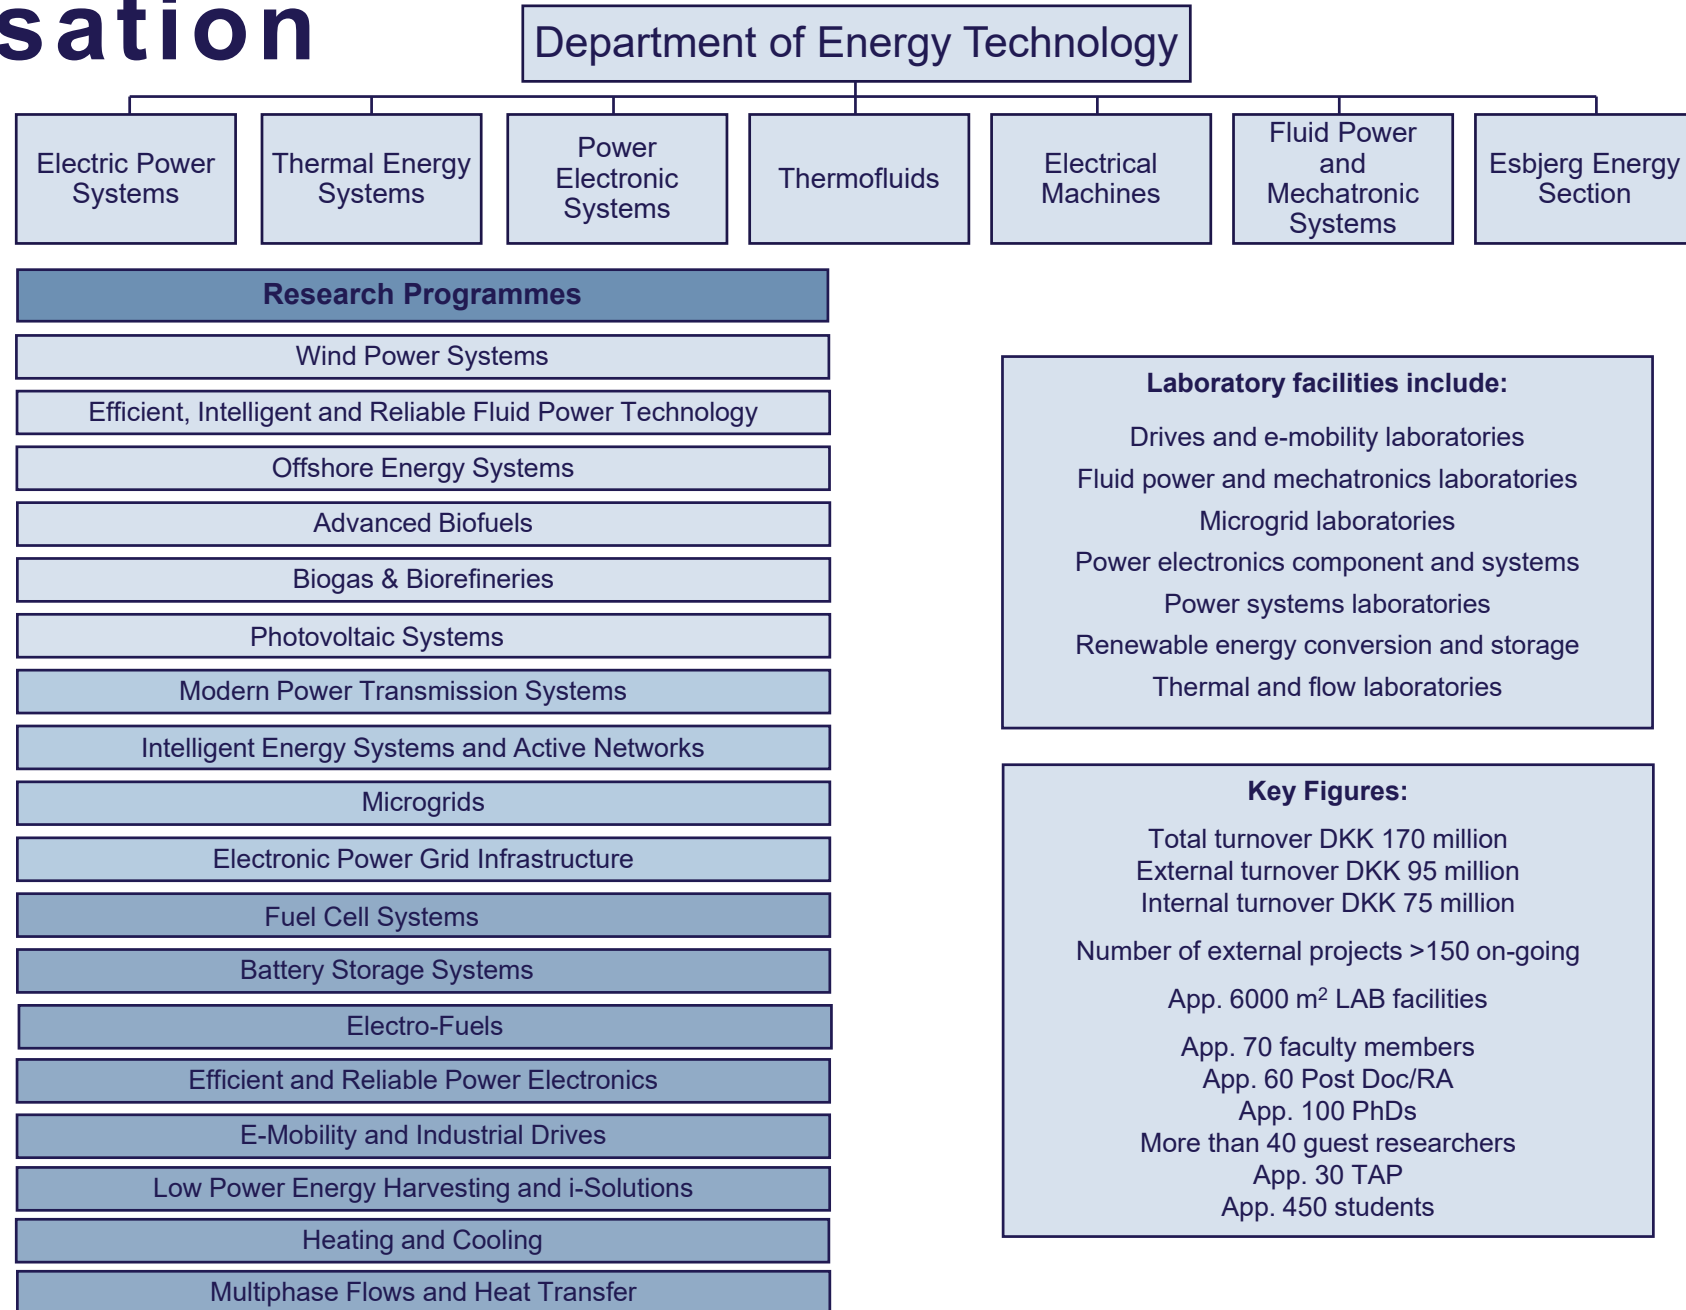 sation
Department of Energy Technology
Electric Power
Systems
Thermal Energy
Systems
Power
Electronic
Systems
Thermofluids
Electrical
Machines
Fluid Power
and
Mechatronic
Systems
Esbjerg Energy
Section
Research Programmes
Wind Power Systems
Efficient, Intelligent and Reliable Fluid Power Technology
Offshore Energy Systems
Advanced Biofuels
Biogas & Biorefineries
Photovoltaic Systems
Modern Power Transmission Systems
Intelligent Energy Systems and Active Networks
Microgrids
Electronic Power Grid Infrastructure
Fuel Cell Systems
Battery Storage Systems
Electro-Fuels
Efficient and Reliable Power Electronics
E-Mobility and Industrial Drives
Low Power Energy Harvesting and i-Solutions
Heating and Cooling
Multiphase Flows and Heat Transfer
Laboratory facilities include:
Drives and e-mobility laboratories
Fluid power and mechatronics laboratories
Microgrid laboratories
Power electronics component and systems
Power systems laboratories
Renewable energy conversion and storage
Thermal and flow laboratories
Key Figures:
Total turnover DKK 170 million
External turnover DKK 95 million
Internal turnover DKK 75 million
Number of external projects >150 on-going
App. 6000 m² LAB facilities
App. 70 faculty members
App. 60 Post Doc/RA
App. 100 PhDs
More than 40 guest researchers
App. 30 TAP
App. 450 students